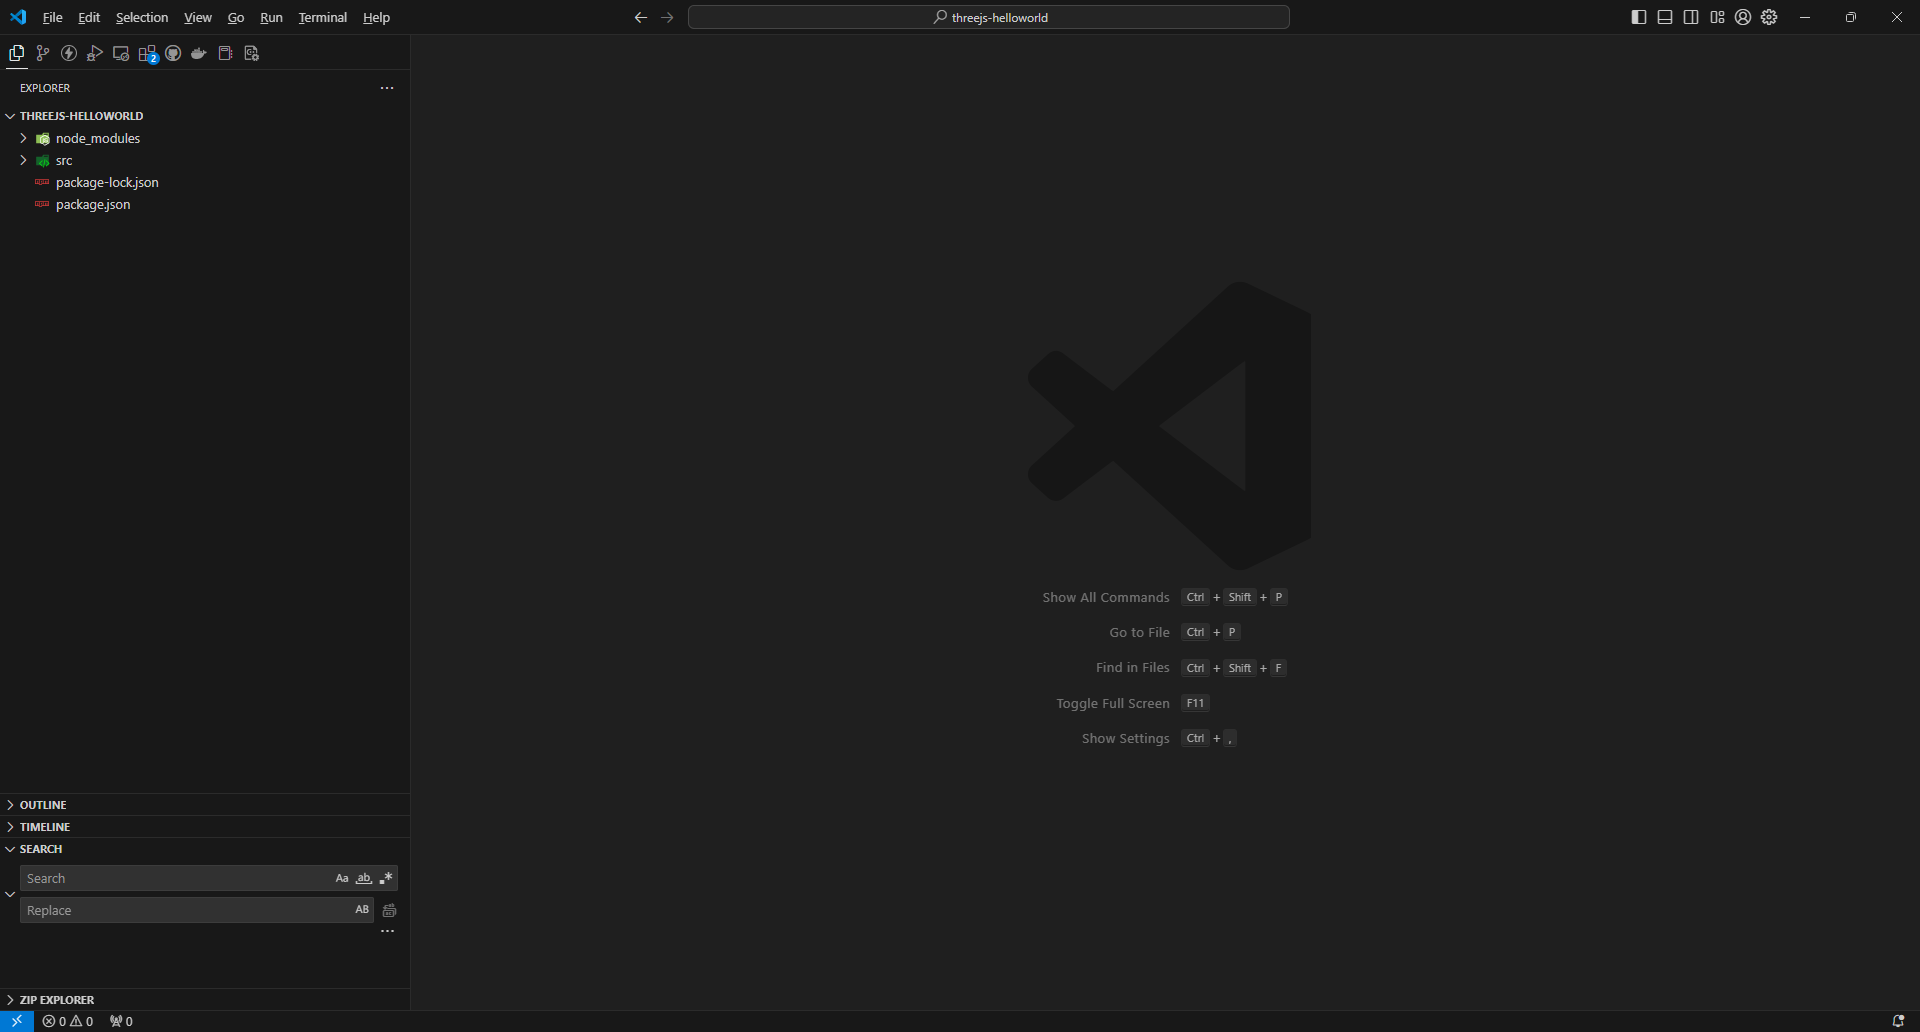 File Edit Selection View Go Run Terminal Help
threejs-helloworld
2
EXPLORER
THREEJS-HELLOWORLD
node_modules
src
package-lock.json
package.json
Show All Commands Ctrl + Shift + P
Go to File Ctrl + P
Find in Files Ctrl + Shift + F
Toggle Full Screen F11
Show Settings Ctrl + ,
OUTLINE
TIMELINE
SEARCH
Search Aa ab
Replace AB
ZIP EXPLORER
0 0 0